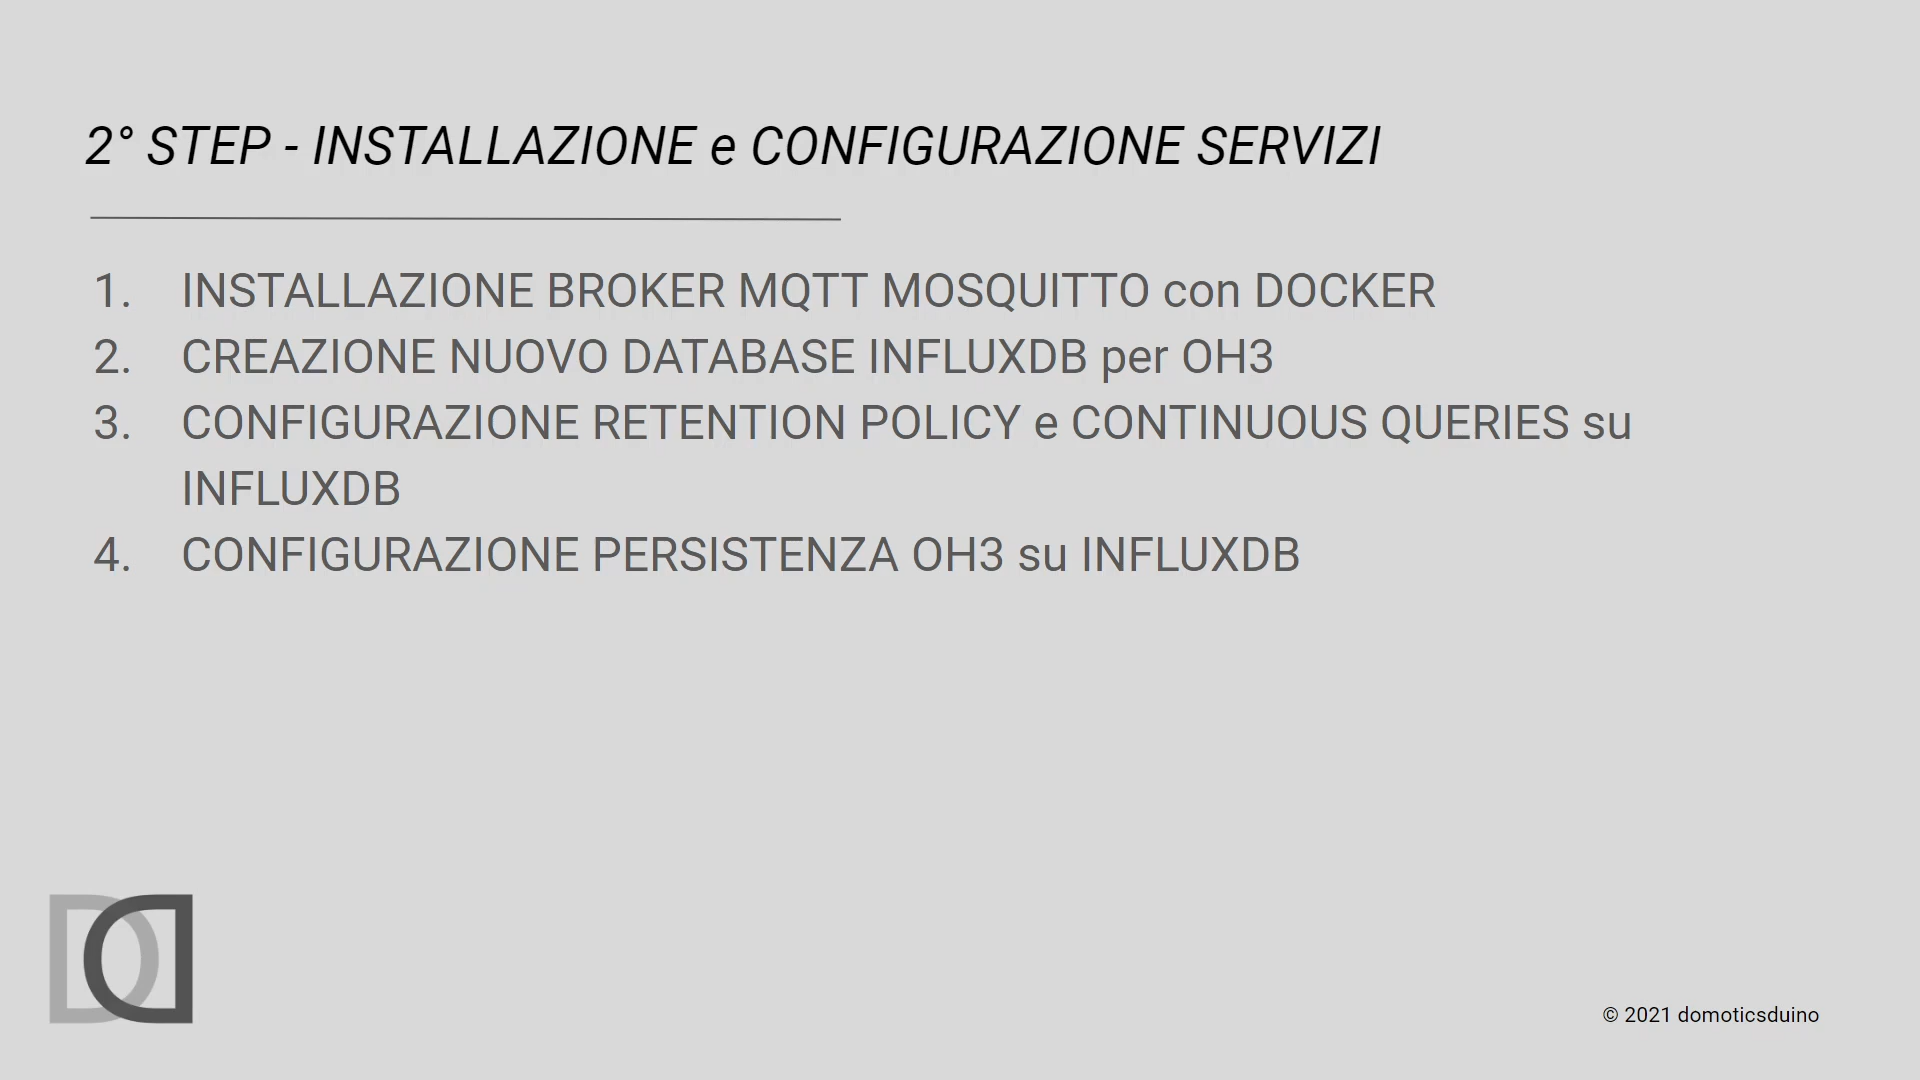 2° STEP - INSTALLAZIONE e CONFIGURAZIONE SERVIZI
1. INSTALLAZIONE BROKER MQTT MOSQUITTO con DOCKER
2. CREAZIONE NUOVO DATABASE INFLUXDB per OH3
3. CONFIGURAZIONE RETENTION POLICY e CONTINUOUS QUERIES su
INFLUXDB
4. CONFIGURAZIONE PERSISTENZA OH3 su INFLUXDB
© 2021 domoticsduino